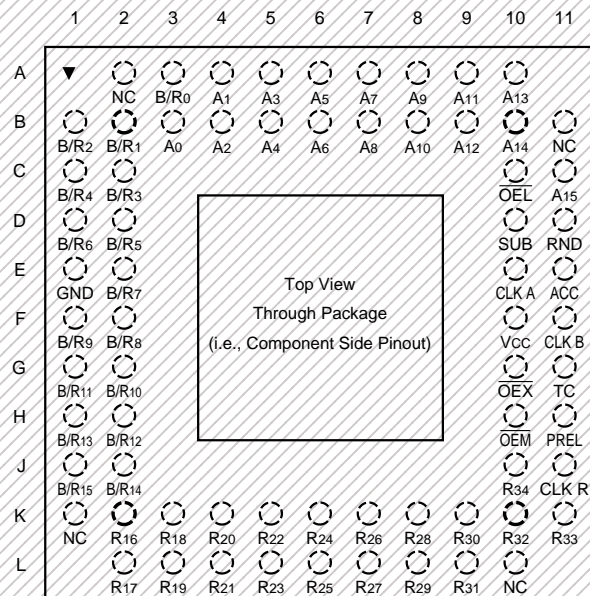 1 2 3 4 5 6 7 8 9 10 11
A
NC B/R0 A1 A3 A5 A7 A9 A11 A13
B
B/R2 B/R1 A0 A2 A4 A6 A8 A10 A12 A14 NC
C
B/R4 B/R3 OEL A15
D
B/R6 B/R5 SUB RND
E
GND B/R7 CLK A ACC
F
B/R9 B/R8 VCC CLK B
G
B/R11 B/R10 OEX TC
H
B/R13 B/R12 OEM PREL
J
B/R15 B/R14 R34 CLK R
K
NC R16 R18 R20 R22 R24 R26 R28 R30 R32 R33
L
R17 R19 R21 R23 R25 R27 R29 R31 NC
Top View
Through Package
(i.e., Component Side Pinout)